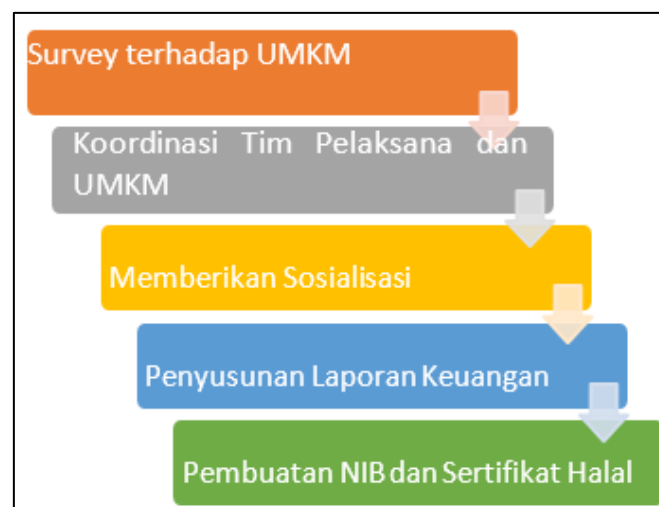 Survey terhadap UMKM
Koordinasi Tim Pelaksana dan
UMKM
Memberikan Sosialisasi
Penyusunan Laporan Keuangan
Pembuatan NIB dan Sertifikat Halal